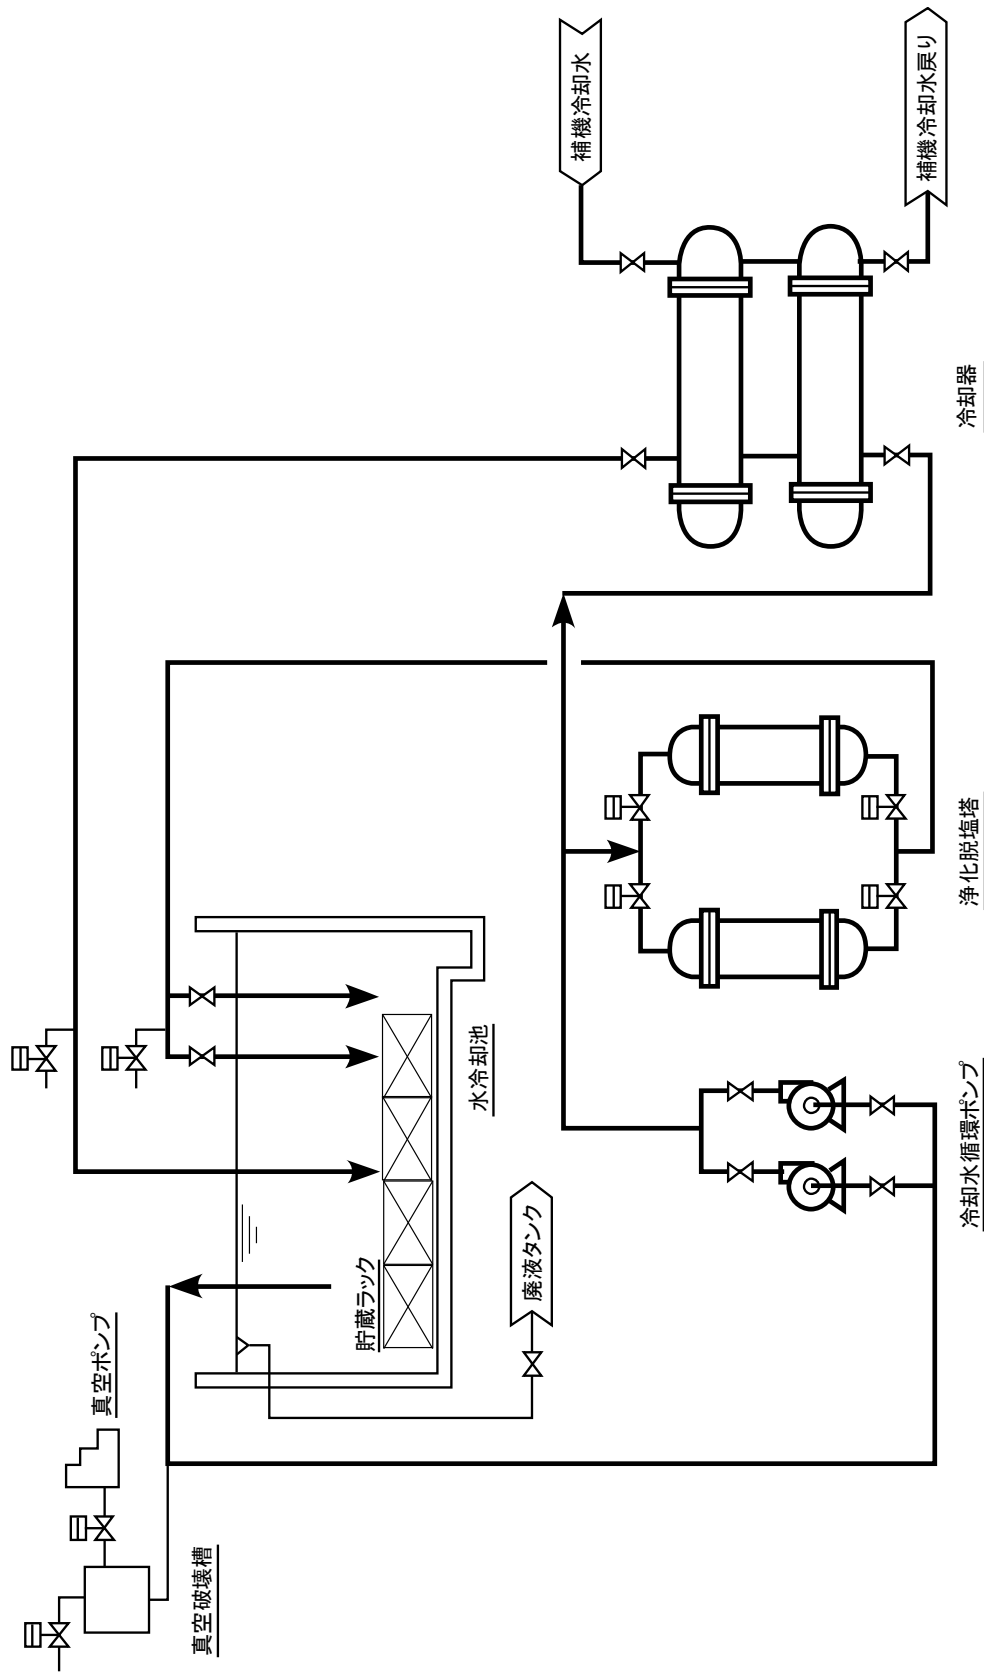 補機冷却水
補機冷却水戻り
冷却器
浄化脱塩塔
水冷却池
冷却水循環ポンプ
廃液タンク
貯蔵ラック
真空ポンプ
真空破壊槽